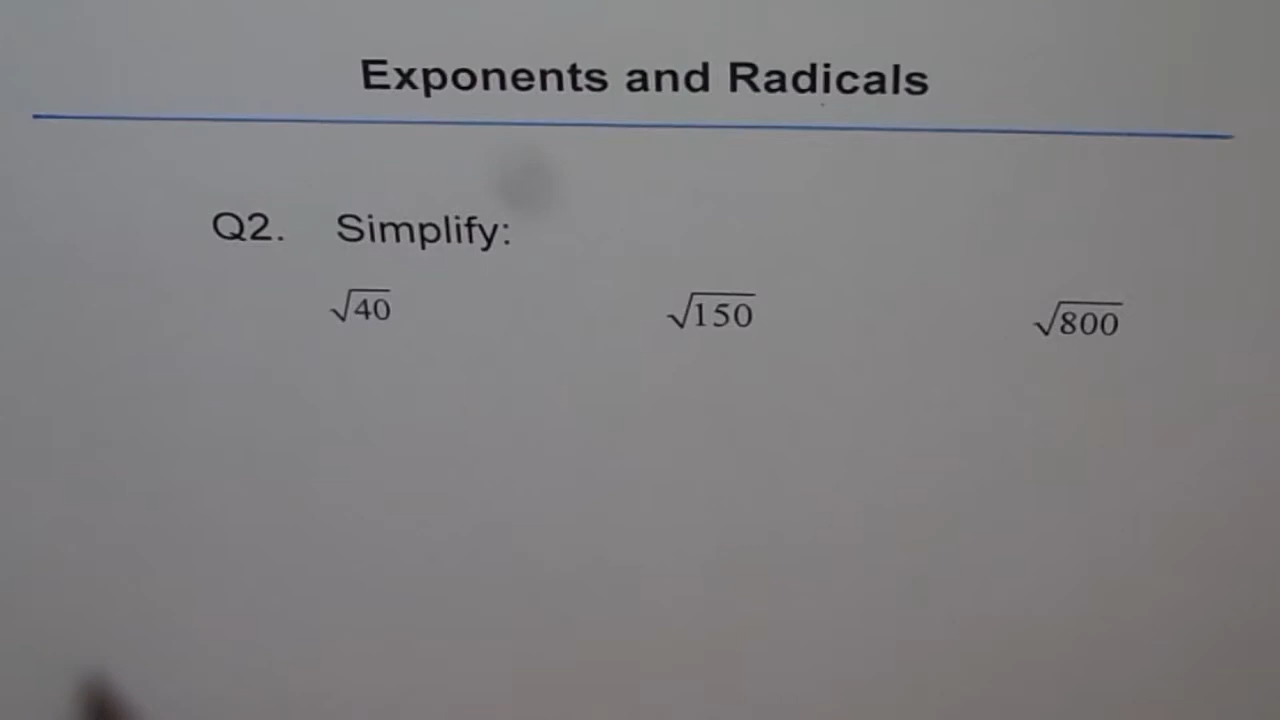 Exponents and Radicals
Q2. Simplify:
√40 √150 √800